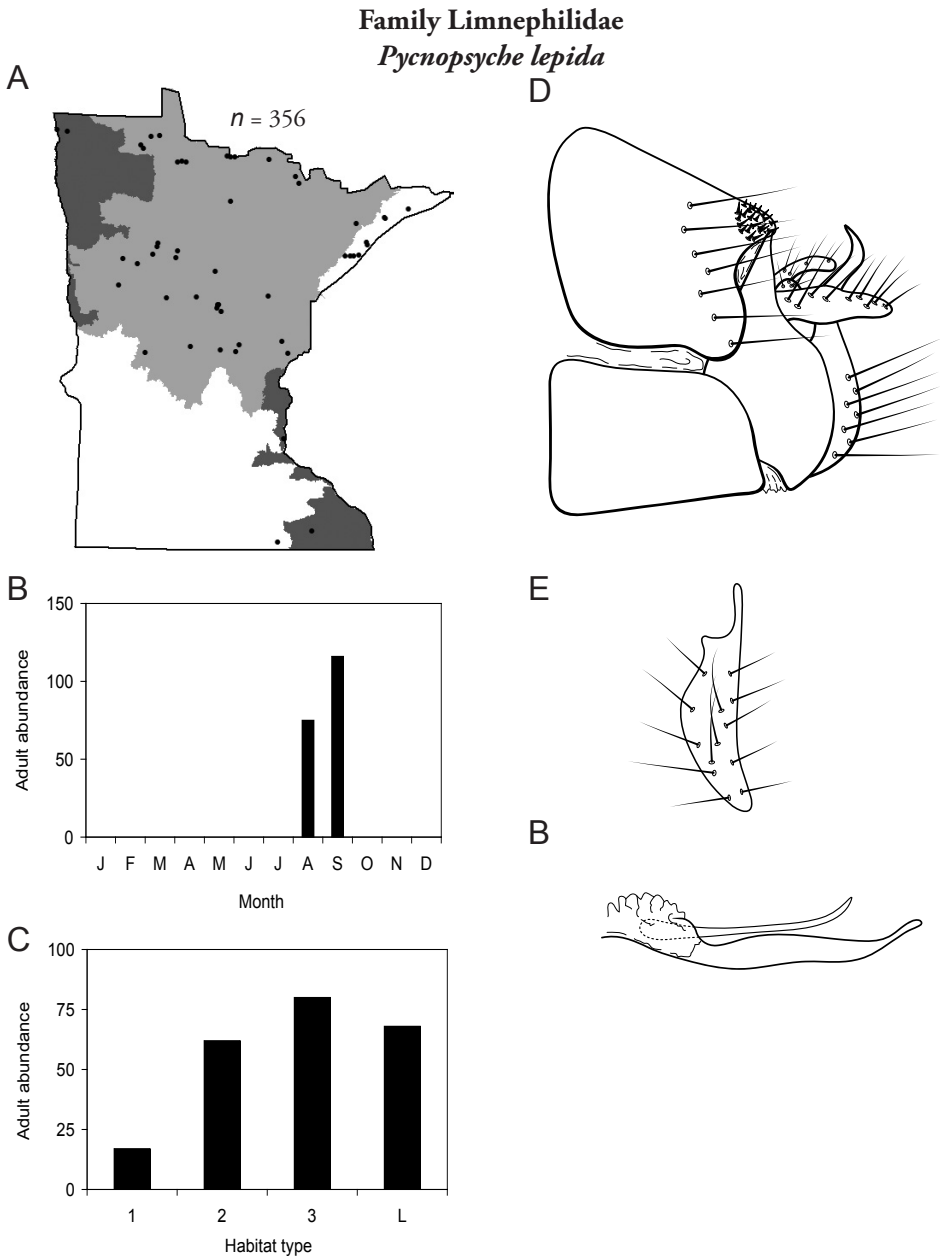 Family Limnephilidae
Pycnopsyche lepida
A
n = 356
B
150
100
50
0
Adult abundance
J F M A M J J A S O N D
Month
C
100
75
50
25
0
Adult abundance
1 2 3 L
Habitat type
D
E
B